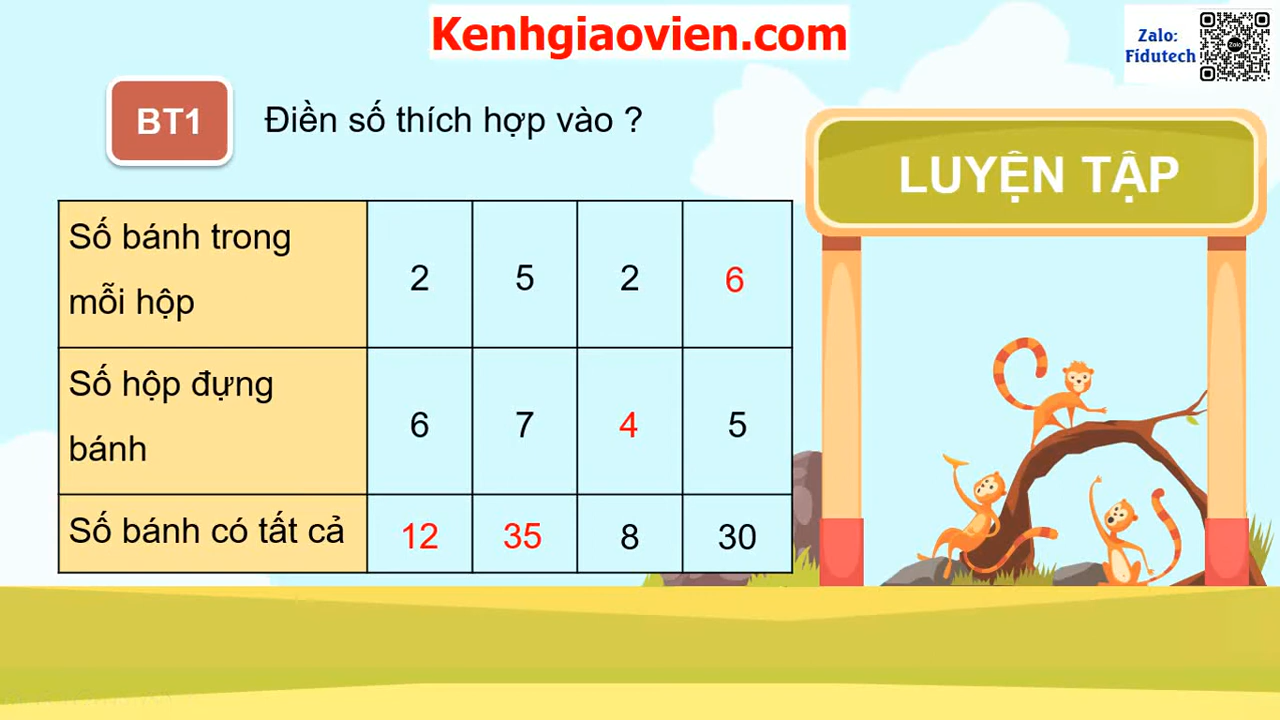 Kenhgiaovien.com
Zalo:
Fidutech
Zalo
BT1
Điền số thích hợp vào ?
LUYỆN TẬP
Số bánh trong
mỗi hộp
2 5 2 6
Số hộp đựng
bánh
6 7 4 5
Số bánh có tất cả 12 35 8 30